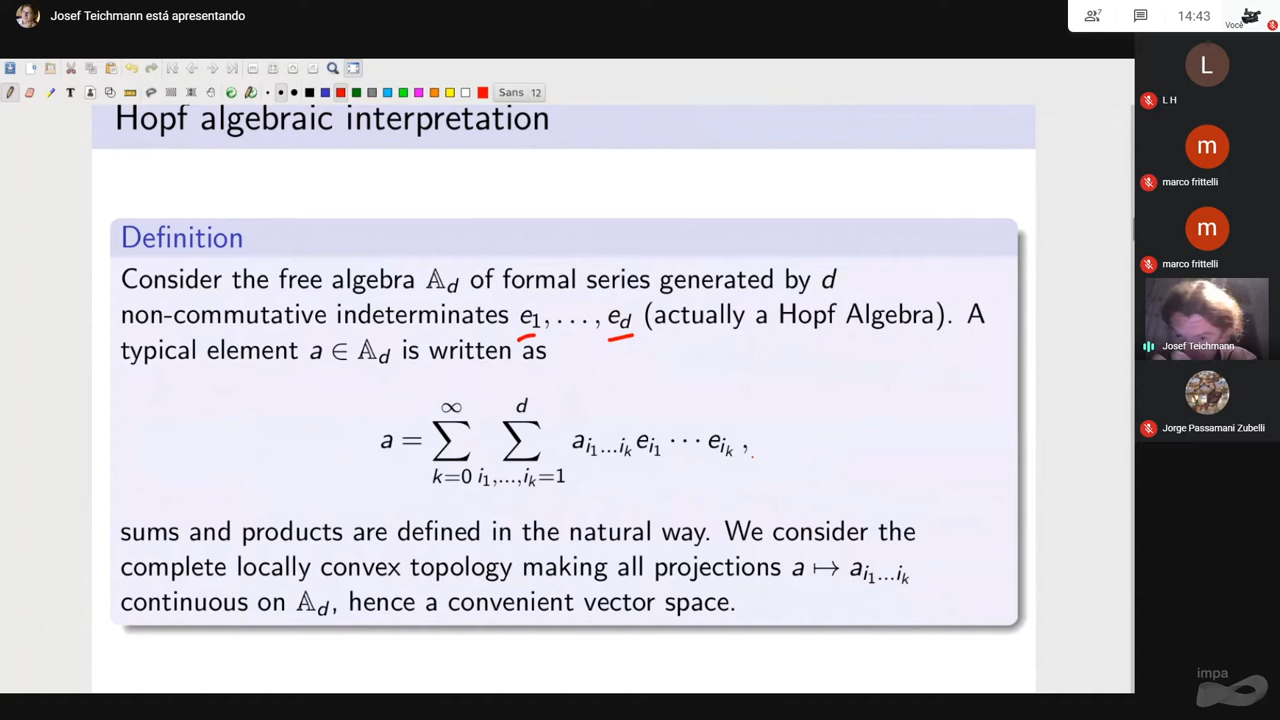 Josef Teichmann está apresentando
7
14:43
Você
Sans 12
Hopf algebraic interpretation
Definition
Consider the free algebra 𝔸_d of formal series generated by d
non-commutative indeterminates e_1, . . . , e_d (actually a Hopf Algebra). A
typical element a ∈ 𝔸_d is written as
a = ∑_{k=0}^{∞} ∑_{i_1,...,i_k=1}^{d} a_{i_1...i_k} e_{i_1} · · · e_{i_k} ,
sums and products are defined in the natural way. We consider the
complete locally convex topology making all projections a ↦ a_{i_1...i_k}
continuous on 𝔸_d, hence a convenient vector space.
L
L H
m
marco frittelli
m
marco frittelli
Josef Teichmann
Jorge Passamani Zubelli
impa